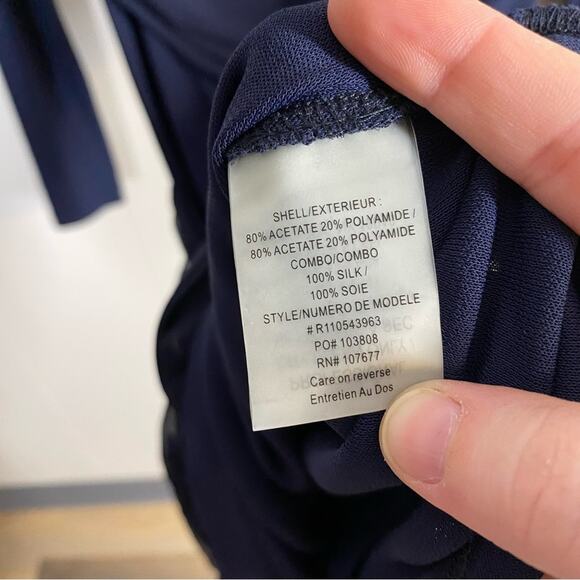 SHELL/EXTERIEUR :
80% ACETATE 20% POLYAMIDE /
80% ACETATE 20% POLYAMIDE
COMBO/COMBO
100% SILK /
100% SOIE
STYLE/NUMERO DE MODELE
# R110543963
PO# 103808
RN# 107677
Care on reverse
Entretien Au Dos